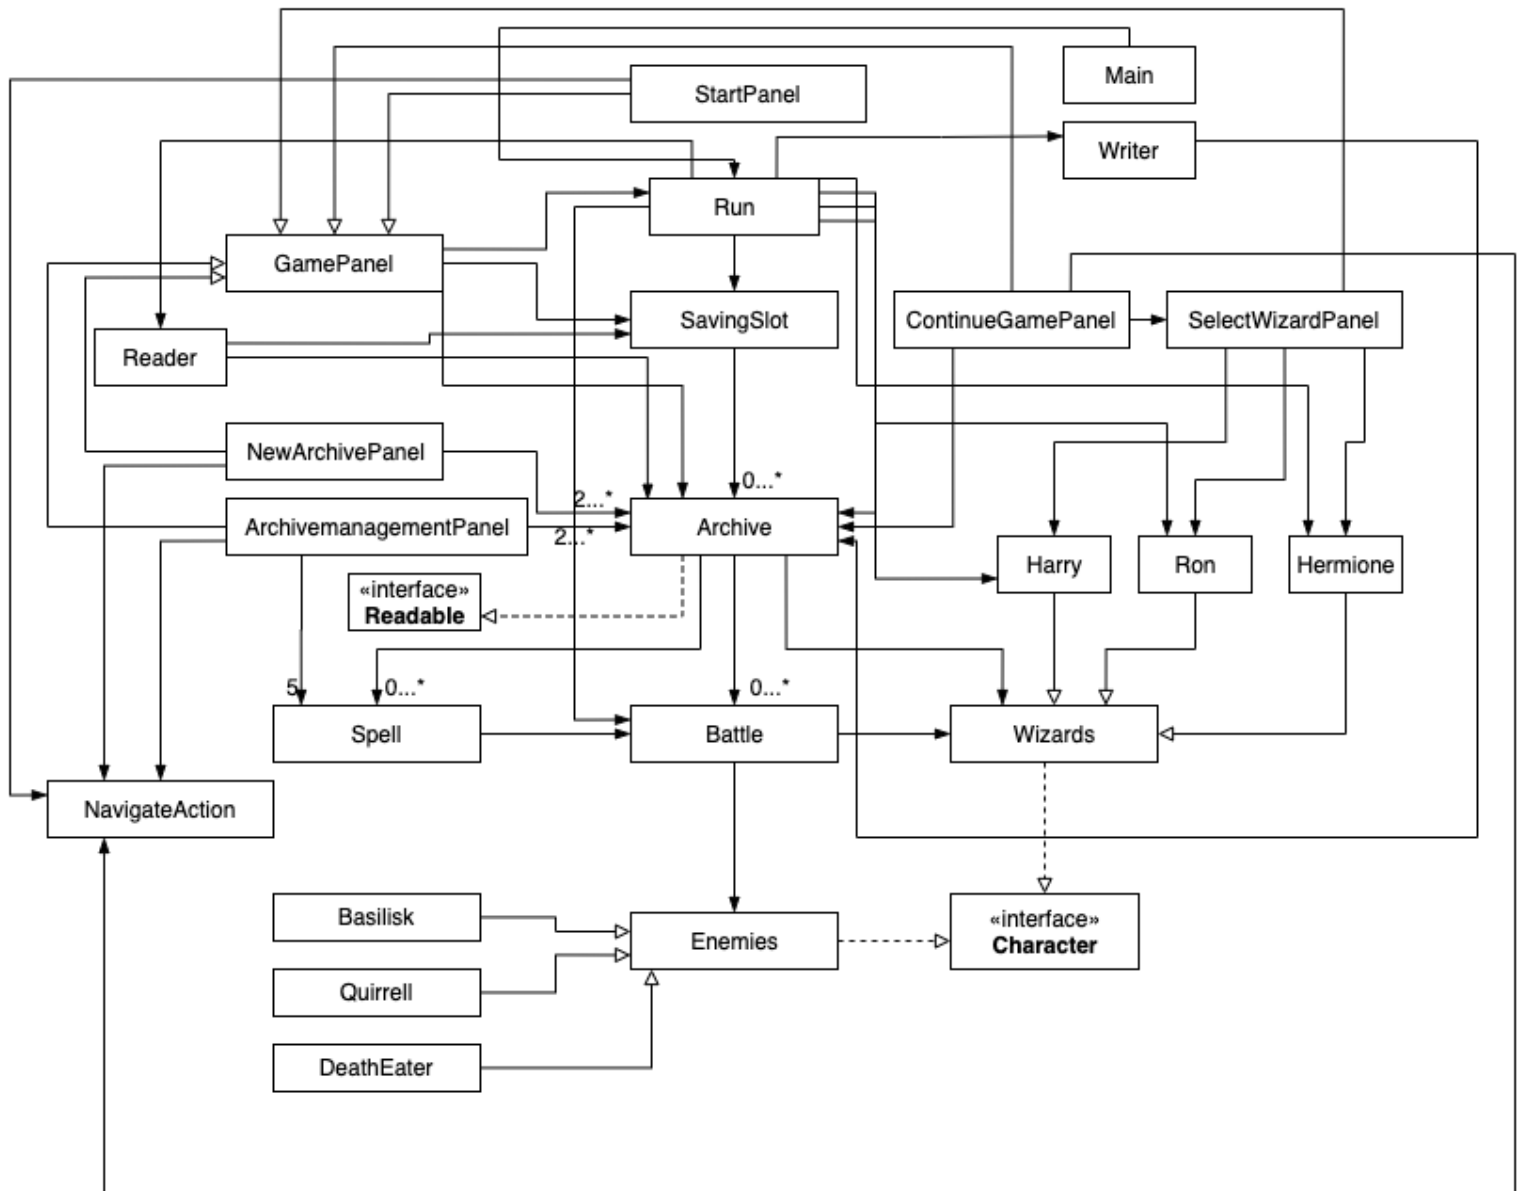 Main
StartPanel
Writer
Run
GamePanel
SavingSlot
ContinueGamePanel
SelectWizardPanel
Reader
NewArchivePanel
0...*
2...*
ArchivemanagementPanel
2...*
Archive
Harry
Ron
Hermione
«interface»
Readable
5
0...*
0...*
Spell
Battle
Wizards
NavigateAction
Basilisk
Enemies
«interface»
Character
Quirrell
DeathEater